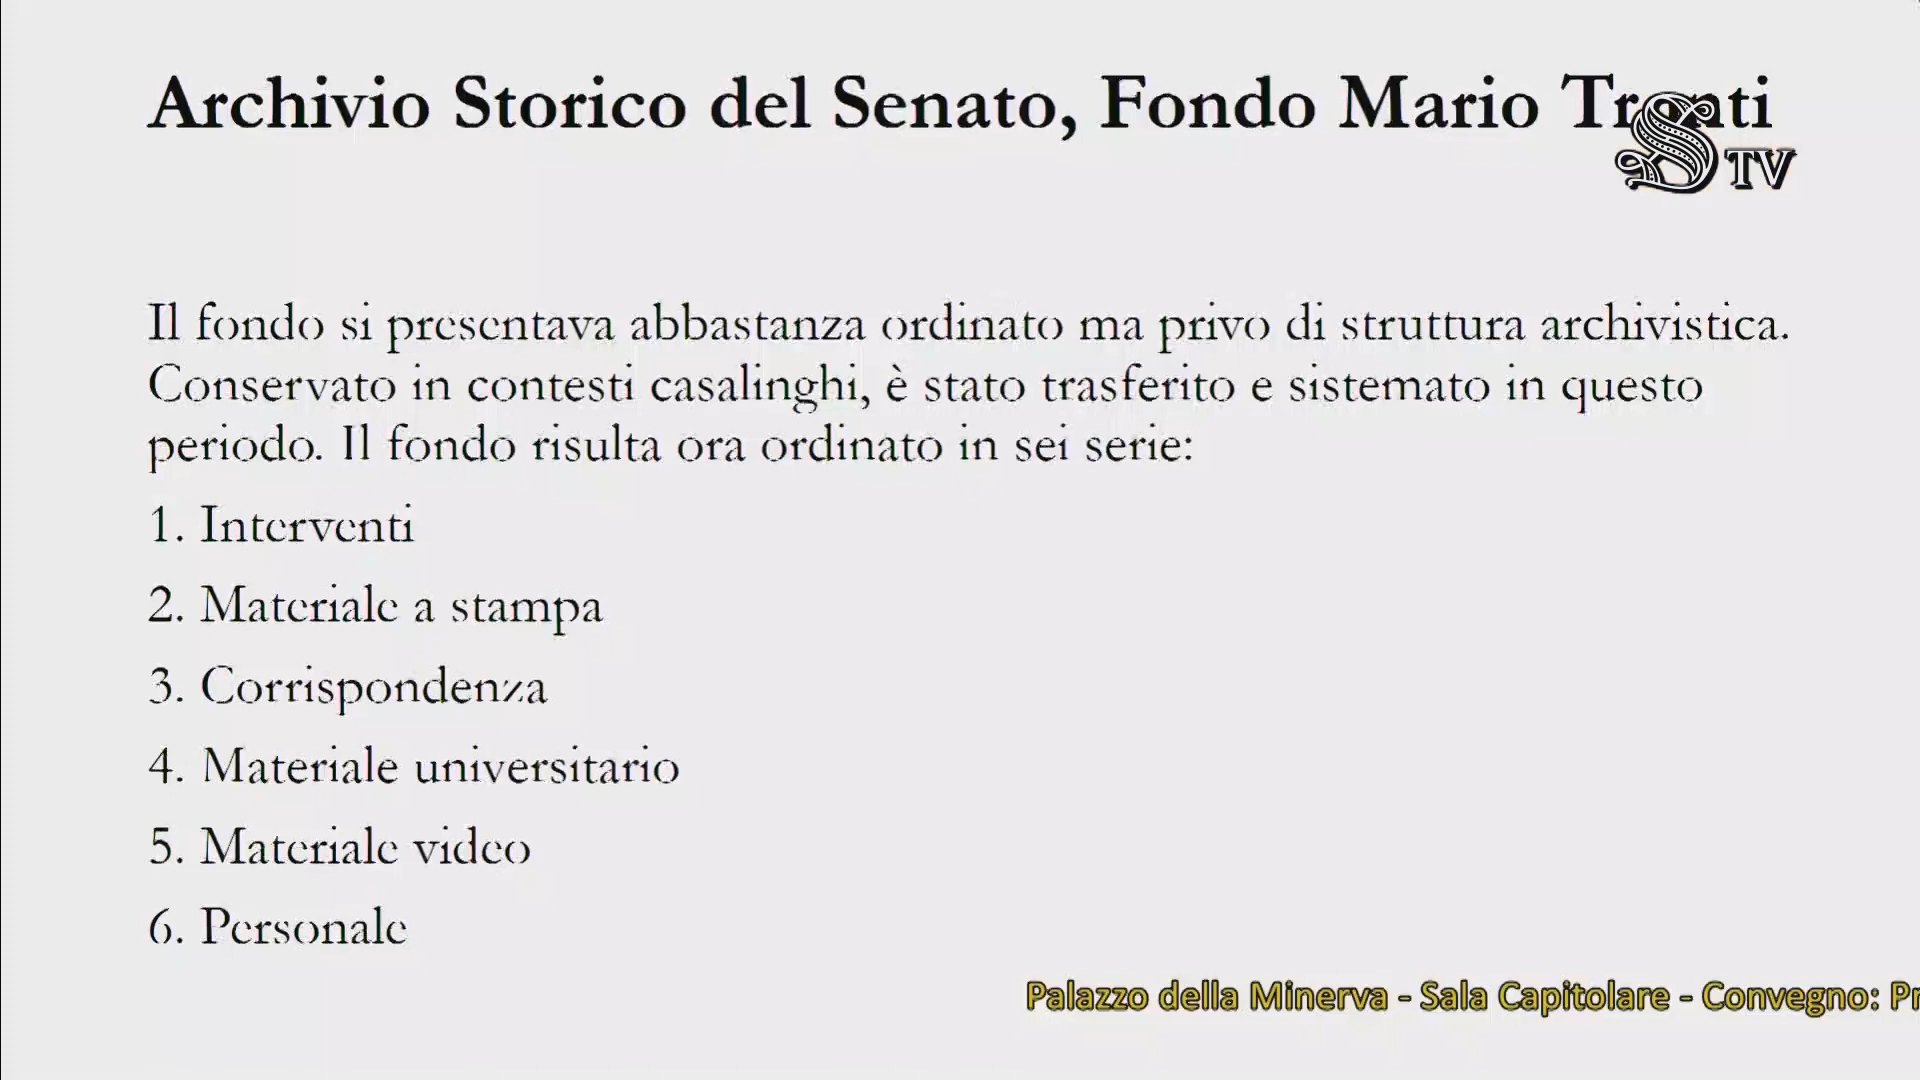 Archivio Storico del Senato, Fondo Mario Tronti
S TV
Il fondo si presentava abbastanza ordinato ma privo di struttura archivistica.
Conservato in contesti casalinghi, è stato trasferito e sistemato in questo
periodo. Il fondo risulta ora ordinato in sei serie:
1. Interventi
2. Materiale a stampa
3. Corrispondenza
4. Materiale universitario
5. Materiale video
6. Personale
Palazzo della Minerva - Sala Capitolare - Convegno: